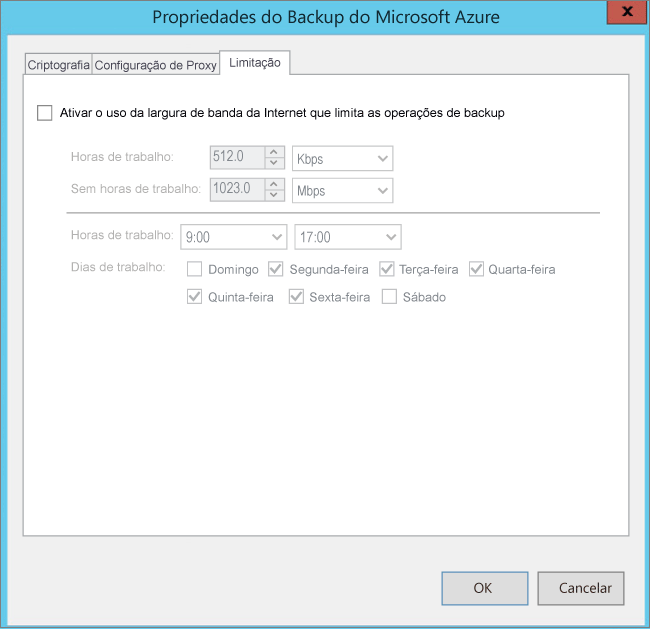 Propriedades do Backup do Microsoft Azure
x
Criptografia Configuração de Proxy Limitação
Ativar o uso da largura de banda da Internet que limita as operações de backup
Horas de trabalho: 512.0 Kbps
Sem horas de trabalho: 1023.0 Mbps
Horas de trabalho: 9:00 17:00
Dias de trabalho: Domingo Segunda-feira Terça-feira Quarta-feira
Quinta-feira Sexta-feira Sábado
OK Cancelar